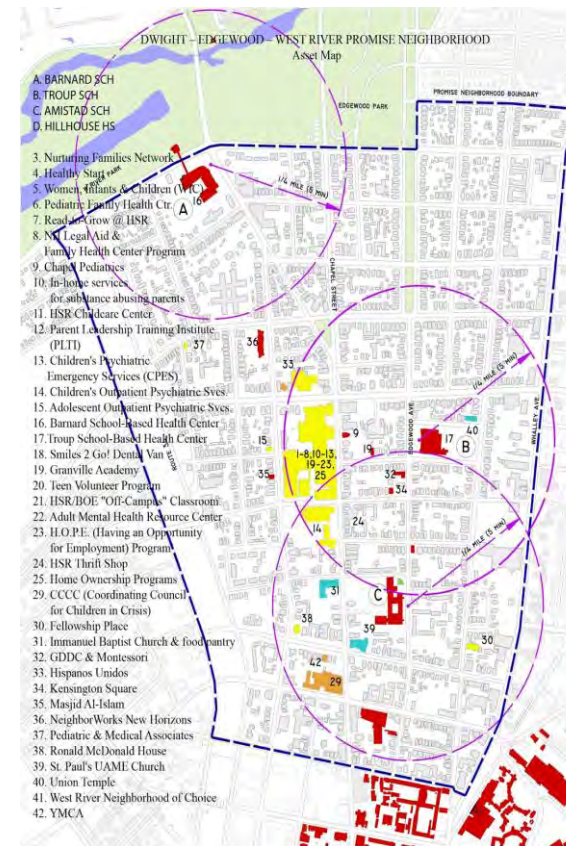 DWIGHT – EDGEWOOD – WEST RIVER PROMISE NEIGHBORHOOD
Asset Map
A. BARNARD SCH
B. TROUP SCH
C. AMISTAD SCH
D. HILLHOUSE HS
PROMISE NEIGHBORHOOD BOUNDARY
EDGEWOOD PARK
3. Nurturing Families Network
4. Healthy Start
5. Women, Infants & Children (WIC)
6. Pediatric Family Health Ctr.
7. Read to Grow @ HSR
8. NH Legal Aid &
Family Health Center Program
9. Chapel Pediatrics
10. In-home services
for substance abusing parents
11. HSR Childcare Center
12. Parent Leadership Training Institute
(PLTI)
13. Children's Psychiatric
Emergency Services (CPES)
14. Children's Outpatient Psychiatric Svcs.
15. Adolescent Outpatient Psychiatric Svcs.
16. Barnard School-Based Health Center
17. Troup School-Based Health Center
18. Smiles 2 Go! Dental Van
19. Granville Academy
20. Teen Volunteer Program
21. HSR/BOE "Off-Campus" Classroom
22. Adult Mental Health Resource Center
23. H.O.P.E. (Having an Opportunity
for Employment) Program
24. HSR Thrift Shop
25. Home Ownership Programs
29. CCCC (Coordinating Council
for Children in Crisis)
30. Fellowship Place
31. Immanuel Baptist Church & food pantry
32. GDDC & Montessori
33. Hispanos Unidos
34. Kensington Square
35. Masjid Al-Islam
36. NeighborWorks New Horizons
37. Pediatric & Medical Associates
38. Ronald McDonald House
39. St. Paul's UAME Church
40. Union Temple
41. West River Neighborhood of Choice
42. YMCA
PARK
A
16
1/4 MILE (5 MIN)
CHAPEL STREET
37
36
33
1/4 MILE (5 MIN)
EDGEWOOD AVE
WHALLEY AVE
ROUTE
40
15
9
17
B
1-8,10-13,
19-23,
25
19
35
32
34
14
24
1/4 MILE (5 MIN)
31
C
38
39
30
42
29